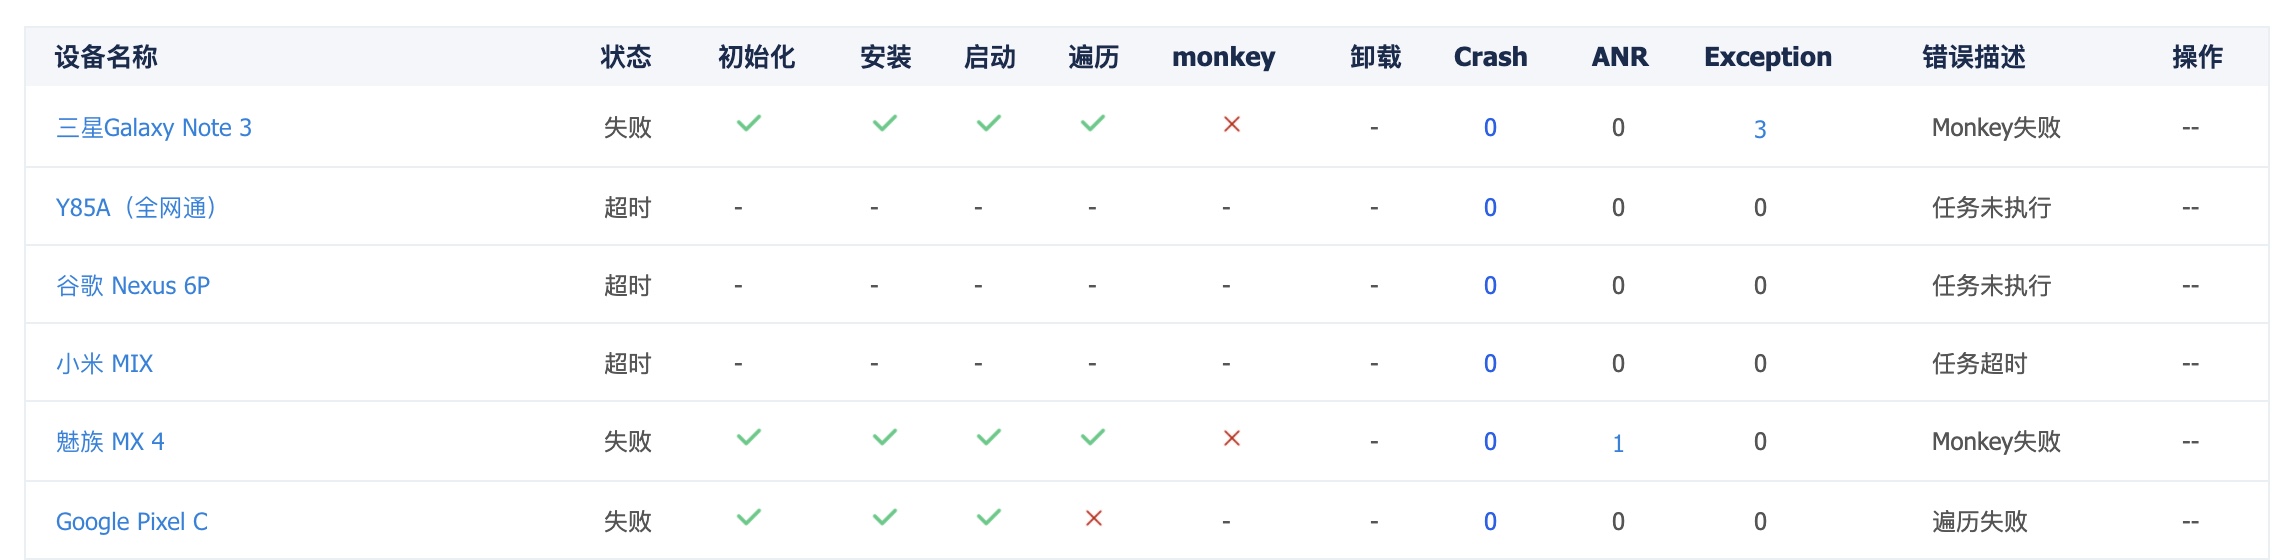 设备名称 状态 初始化 安装 启动 遍历 monkey 卸载 Crash ANR Exception 错误描述 操作
三星Galaxy Note 3 失败 ✓ ✓ ✓ ✓ × - 0 0 3 Monkey失败 --
Y85A（全网通） 超时 - - - - - - 0 0 0 任务未执行 --
谷歌 Nexus 6P 超时 - - - - - - 0 0 0 任务未执行 --
小米 MIX 超时 - - - - - - 0 0 0 任务超时 --
魅族 MX 4 失败 ✓ ✓ ✓ ✓ × - 0 1 0 Monkey失败 --
Google Pixel C 失败 ✓ ✓ ✓ × - - 0 0 0 遍历失败 --